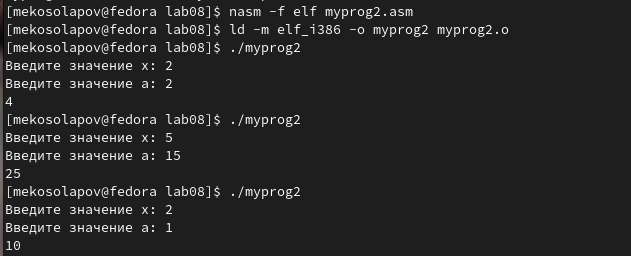 [mekosolapov@fedora lab08]$ nasm -f elf myprog2.asm
[mekosolapov@fedora lab08]$ ld -m elf_i386 -o myprog2 myprog2.o
[mekosolapov@fedora lab08]$ ./myprog2
Введите значение x: 2
Введите значение a: 2
4
[mekosolapov@fedora lab08]$ ./myprog2
Введите значение x: 5
Введите значение a: 15
25
[mekosolapov@fedora lab08]$ ./myprog2
Введите значение x: 2
Введите значение a: 1
10